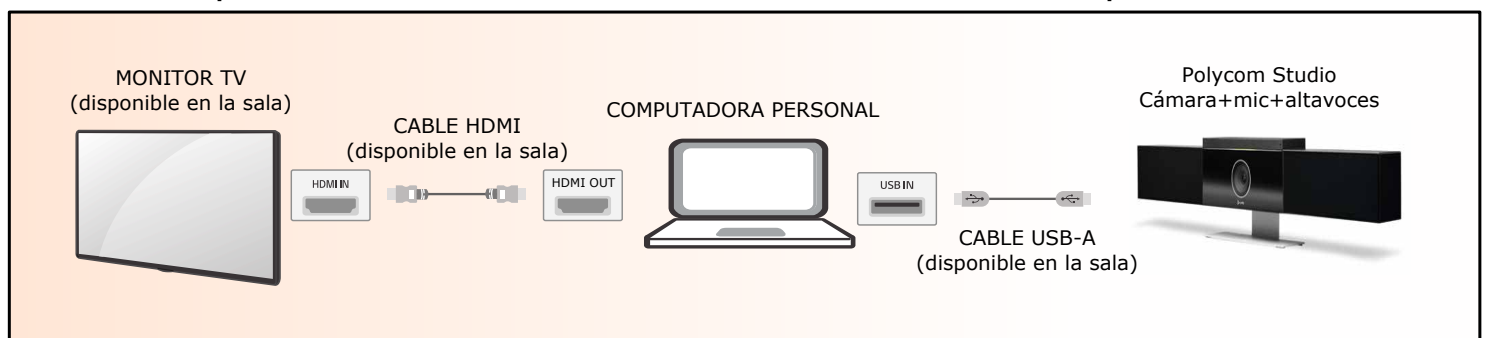 MONITOR TV
(disponible en la sala)
HDMI IN
CABLE HDMI
(disponible en la sala)
HDMI OUT
COMPUTADORA PERSONAL
USB IN
CABLE USB-A
(disponible en la sala)
Polycom Studio
Cámara+mic+altavoces